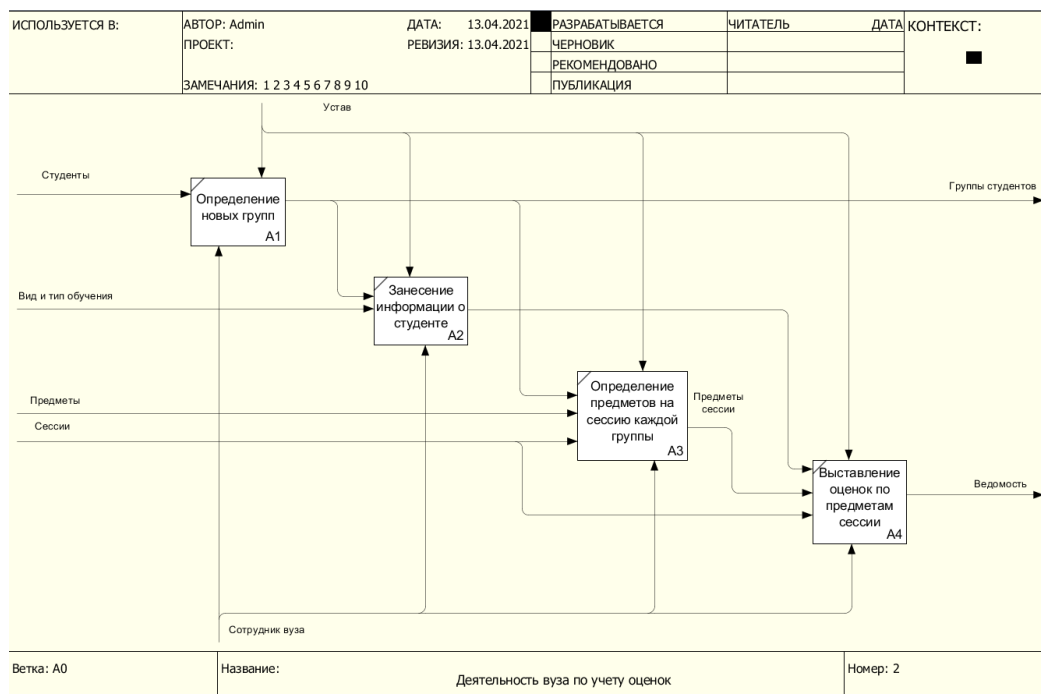 ИСПОЛЬЗУЕТСЯ В:
АВТОР: Admin
ДАТА: 13.04.2021
РАЗРАБАТЫВАЕТСЯ
ЧИТАТЕЛЬ
ДАТА
КОНТЕКСТ:
ПРОЕКТ:
РЕВИЗИЯ: 13.04.2021
ЧЕРНОВИК
РЕКОМЕНДОВАНО
ЗАМЕЧАНИЯ: 1 2 3 4 5 6 7 8 9 10
ПУБЛИКАЦИЯ
Устав
Студенты
Группы студентов
Определение
новых групп
A1
Вид и тип обучения
Занесение
информации о
студенте
A2
Предметы
Сессии
Определение
предметов на
сессию каждой
группы
A3
Предметы
сессии
Выставление
оценок по
предметам
сессии
A4
Ведомость
Сотрудник вуза
Ветка: A0
Название:
Деятельность вуза по учету оценок
Номер: 2